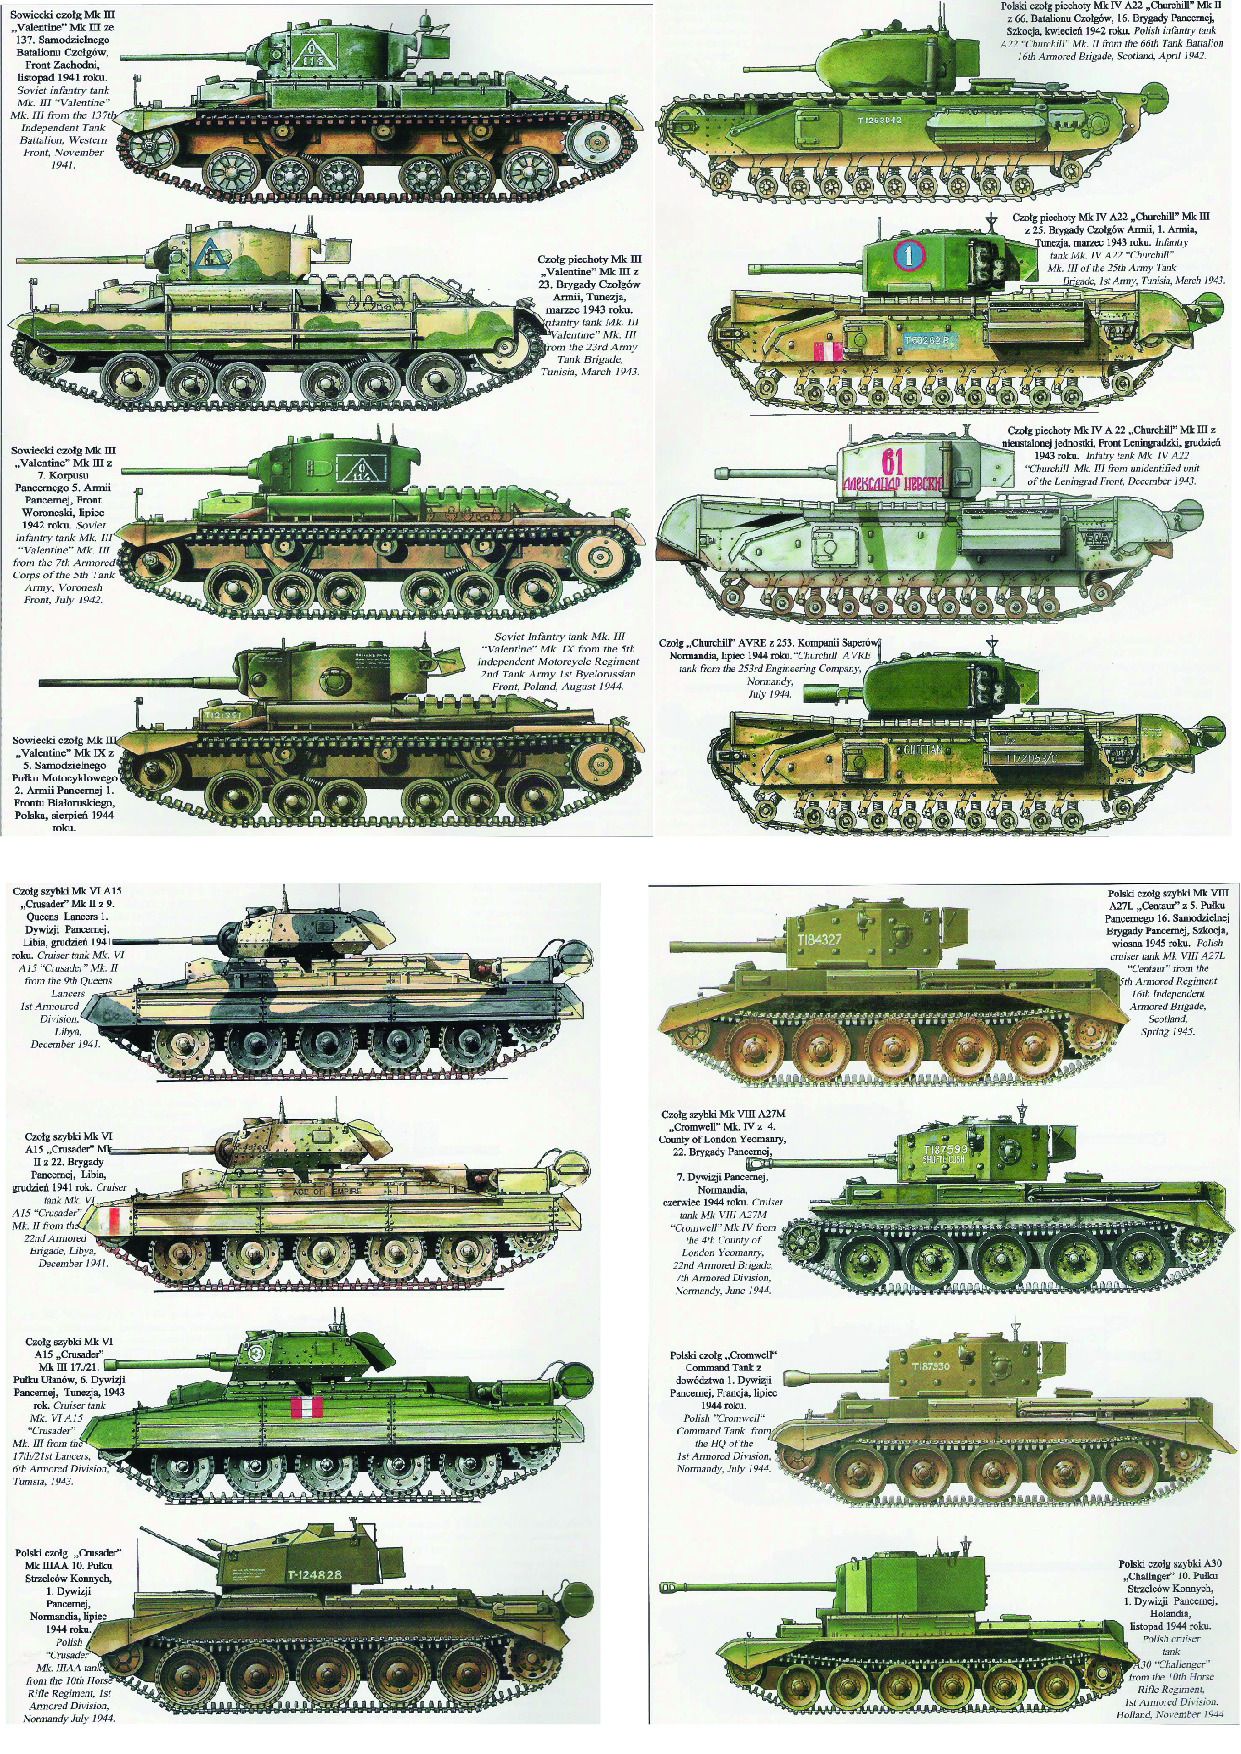 Sowiecki czołg Mk III
„Valentine” Mk III ze
137. Samodzielnego
Batalionu Czołgów,
Front Zachodni,
listopad 1941 roku.
Soviet infantry tank
Mk. III “Valentine”
Mk. III from the 137th
Independent Tank
Battalion, Western
Front, November
1941.
0
Czołg piechoty Mk III
„Valentine” Mk III z
23. Brygady Czołgów
Armii, Tunezja,
marzec 1943 roku.
Infantry tank Mk. III
“Valentine” Mk. III
from the 23rd Army
Tank Brigade,
Tunisia, March 1943.
Sowiecki czołg Mk III
„Valentine” Mk III z
7. Korpusu
Pancernego 5. Armii
Pancernej, Front
Woroneski, lipiec
1942 roku. Soviet
infantry tank Mk. III
“Valentine” Mk. III
from the 7th Armored
Corps of the 5th Tank
Army, Voronesh
Front, July 1942.
0
Soviet Infantry tank Mk. III
“Valentine” Mk. IX from the 5th
independent Motorcycle Regiment
2nd Tank Army 1st Byelorussian
Front, Poland, August 1944.
Sowiecki czołg Mk III
„Valentine” Mk IX z
5. Samodzielnego
Pułku Motocyklowego
2. Armii Pancernej 1.
Frontu Białoruskiego,
Polska, sierpień 1944
roku.
Polski czołg piechoty Mk IV A22 „Churchill” Mk II
z 66. Batalionu Czołgów, 16. Brygady Pancernej,
Szkocja, kwiecień 1942 roku. Polish infantry tank
A22 “Churchill” Mk. II from the 66th Tank Battalion
16th Armored Brigade, Scotland, April 1942.
Czołg piechoty Mk IV A22 „Churchill” Mk III
z 25. Brygady Czołgów Armii, 1. Armia,
Tunezja, marzec 1943 roku. Infantry
tank Mk. IV A22 “Churchill”
Mk. III of the 25th Army Tank
Brigade, 1st Army, Tunisia, March 1943.
1
Czołg piechoty Mk IV A 22 „Churchill” Mk III z
nieustalonej jednostki, Front Leningradzki, grudzień
1943 roku. Infatry tank Mk. IV A22
“Churchill Mk. III from unidentified unit
of the Leningrad Front, December 1943.
61
АЛЕКСАНДР НЕВСКИЙ
Czołg „Churchill” AVRE z 253. Kompanii Saperów
Normandia, lipiec 1944 roku. “Churchill AVRE
tank from the 253rd Engineering Company,
Normandy,
July 1944.
Czołg szybki Mk VI A15
„Crusader” Mk II z 9.
Queens Lancers 1.
Dywizji Pancernej.
Libia, grudzień 1941
roku. Cruiser tank Mk. VI
A15 “Crusader” Mk. II
from the 9th Queens
Lancers
1st Armoured
Division,
Libya,
December 1941.
Czołg szybki Mk VI
A15 „Crusader” Mk
II z 22. Brygady
Pancernej, Libia,
grudzień 1941 rok. Cruiser
tank Mk. VI
A15 “Crusader”
Mk. II from the
22nd Armored
Brigade, Libya,
December 1941.
AGE OF EMPIRE
Czołg szybki Mk VI
A15 „Crusader”
Mk III 17./21.
Pułku Ułanów, 6. Dywizji
Pancernej, Tunezja, 1943
rok. Cruiser tank
Mk. VI A15
“Crusader”
Mk. III from the
17th/21st Lancers,
6th Armored Division,
Tunisia, 1943.
3
Polski czołg „Crusader”
Mk IIIAA 10. Pułku
Strzelców Konnych,
1. Dywizji
Pancernej,
Normandia, lipiec
1944 roku.
Polish
“Crusader”
Mk. IIIAA tank
from the 10th Horse
Rifle Regiment, 1st
Armored Division,
Normandy July 1944.
T-124828
Polski czołg szybki Mk VIII
A27L „Centaur” z 5. Pułku
Pancernego 16. Samodzielnej
Brygady Pancernej, Szkocja,
wiosna 1945 roku. Polish
cruiser tank Mk. VIII A27L
“Centaur” from the
5th Armored Regiment
16th Independent
Armored Brigade,
Scotland,
Spring 1945.
T184327
Czołg szybki Mk VIII A27M
„Cromwell” Mk. IV z 4.
County of London Yeomanry,
22. Brygady Pancernej,
7. Dywizji Pancernej,
Normandia,
czerwiec 1944 roku. Cruiser
tank Mk VIII A27M
“Cromwell” Mk IV from
the 4th County of
London Yeomanry,
22nd Armored Brigade,
7th Armored Division,
Normandy, June 1944.
T187599
Polski czołg „Cromwell“
Command Tank z
dowództwa 1. Dywizji
Pancernej, Francja, lipiec
1944 roku.
Polish ”Cromwell“
Command Tank from
the HQ of the
1st Armored Division,
Normandy, July 1944.
T187930
Polski czołg szybki A30
„Chalinger” 10. Pułku
Strzelców Konnych,
1. Dywizji Pancernej.
Holandia,
listopad 1944 roku.
Polish cruiser
tank
A30 “Challenger”
from the 10th Horse
Rifle Regiment,
1st Armored Division.
Holland, November 1944